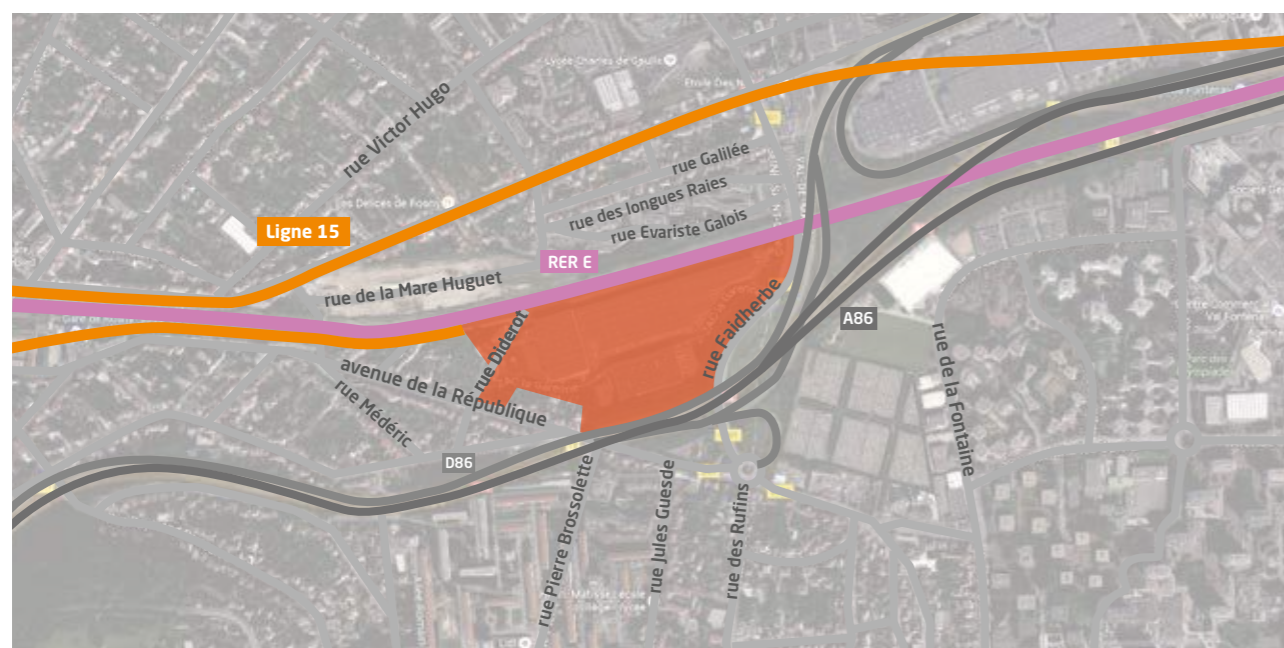 Lycée Charles de Gaulle
rue Victor Hugo
rue Galilée
rue des longues Raies
rue Evariste Galois
Ligne 15
RER E
rue de la Mare Huguet
rue Diderot
rue Faidherbe
A86
avenue de la République
rue Médéric
rue de la Fontaine
D86
rue Pierre Brossolette
rue Jules Guesde
rue des Rufins
Lidl